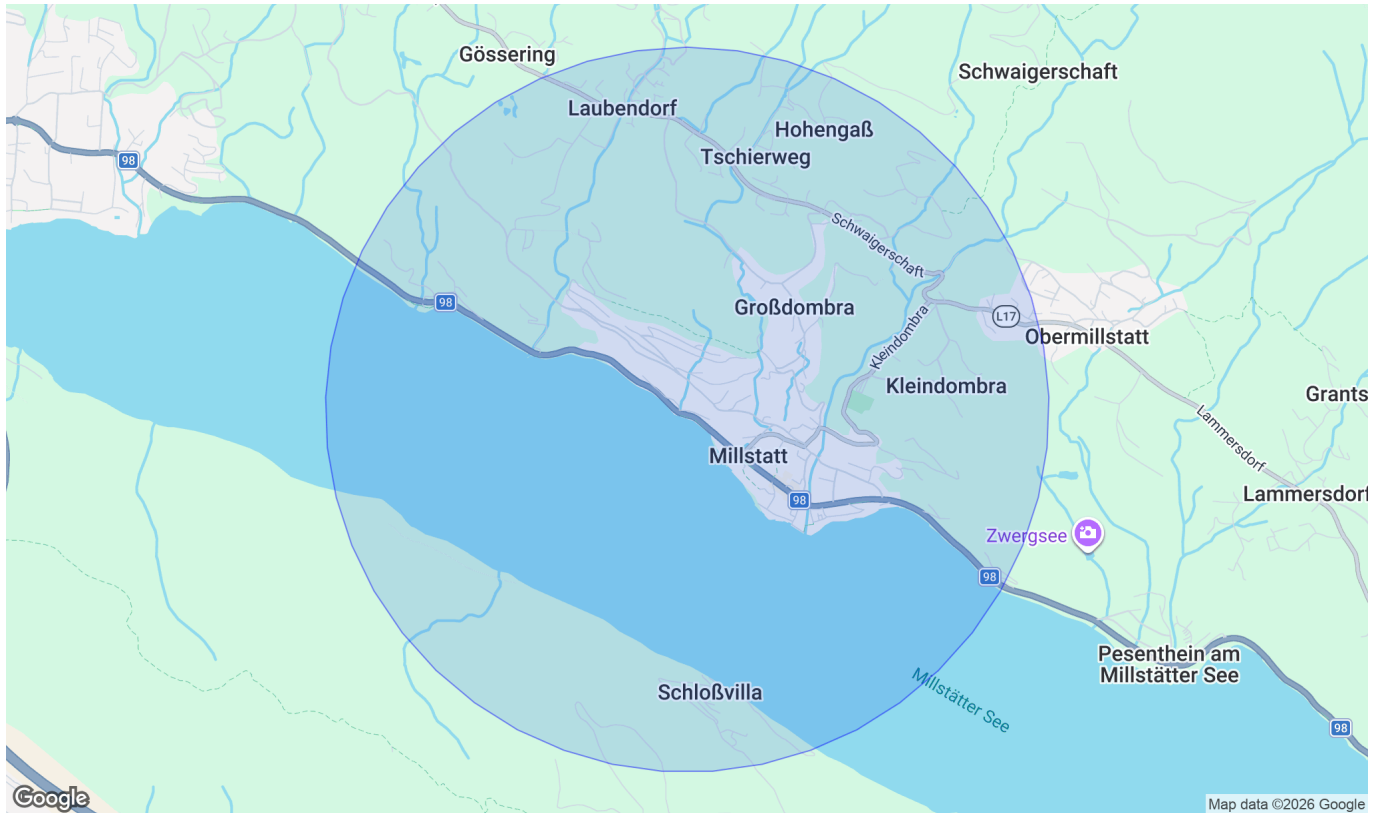 Gössering
Schwaigerschaft
Laubendorf
Hohengaß
Tschierweg
98
Schwaigerschaft
98
Großdombra
L17
Kleindombra
Obermillstatt
Kleindombra
Grants
Lammersdorf
Millstatt
98
Lammersdorf
Zwergsee
98
Pesenthein am
Millstätter See
Schloßvilla
Millstätter See
98
Google
Map data ©2026 Google